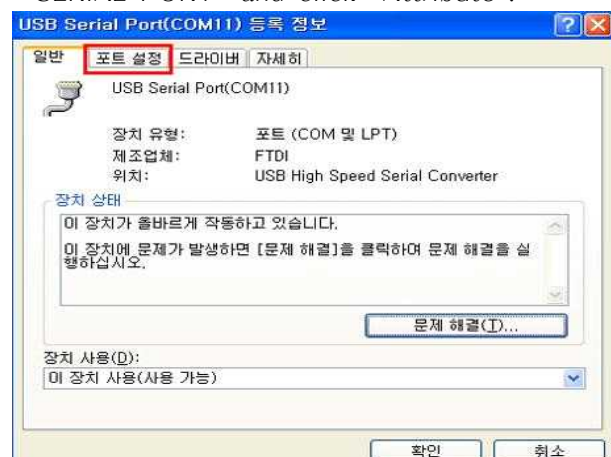 "SERIAL PORT" and click "Attribute".
USB Serial Port(COM11) 등록 정보
일반 포트 설정 드라이버 자세히
USB Serial Port(COM11)
장치 유형: 포트 (COM 및 LPT)
제조업체: FTDI
위치: USB High Speed Serial Converter
장치 상태
이 장치가 올바르게 작동하고 있습니다.
이 장치에 문제가 발생하면 [문제 해결]을 클릭하여 문제 해결을 실
행하십시오.
문제 해결(T)...
장치 사용(D):
이 장치 사용(사용 가능)
확인 취소